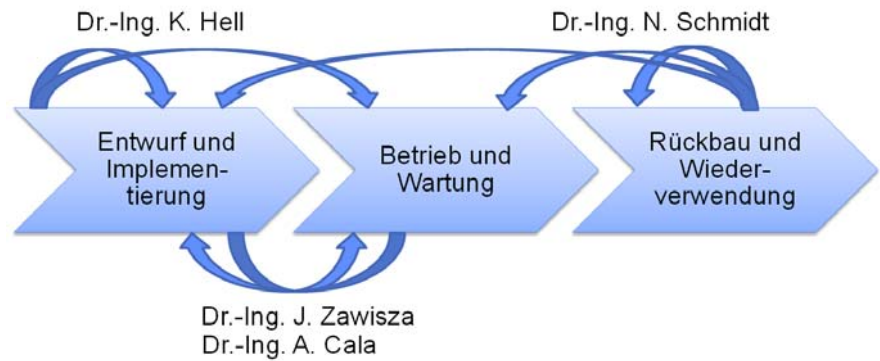 Dr.-Ing. K. Hell
Dr.-Ing. N. Schmidt
Entwurf und
Implemen-
tierung
Betrieb und
Wartung
Rückbau und
Wieder-
verwendung
Dr.-Ing. J. Zawisza
Dr.-Ing. A. Cala